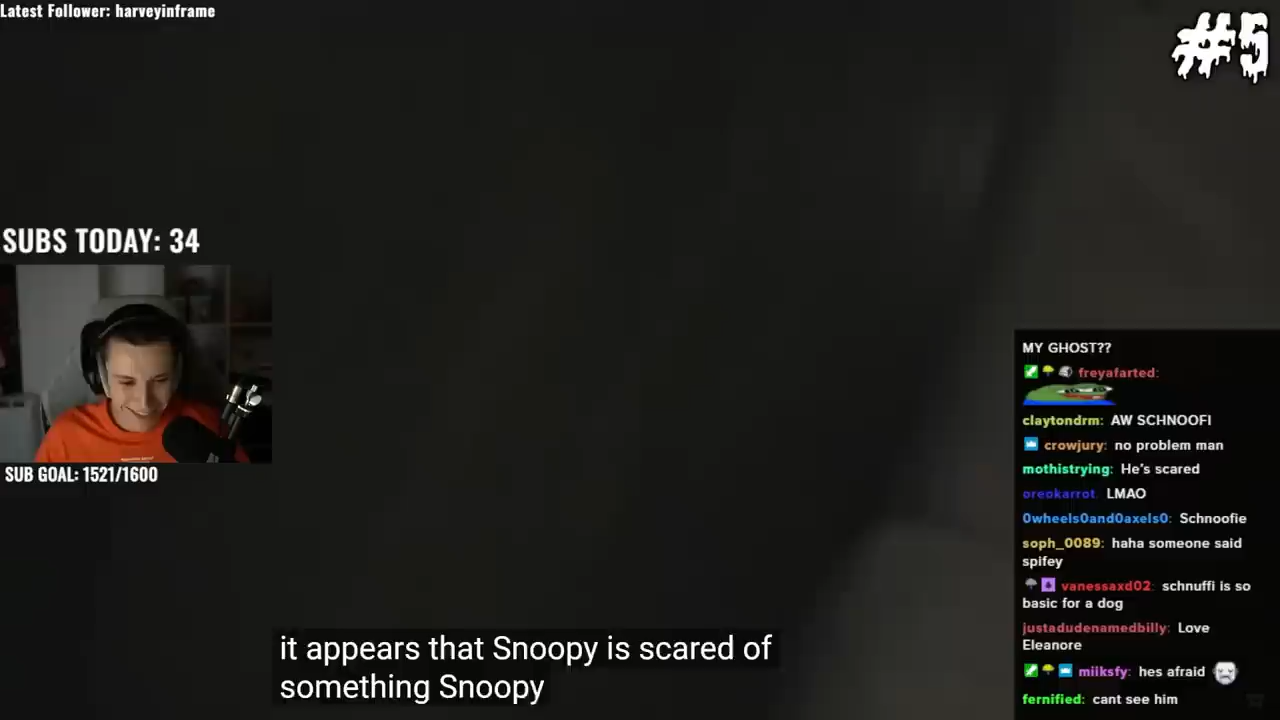 Latest Follower: harveyinframe
#5
SUBS TODAY: 34
SUB GOAL: 1521/1600
MY GHOST??
freyafarted:
claytondrm: AW SCHNOOFI
crowjury: no problem man
mothistrying: He's scared
oreokarrot: LMAO
0wheels0and0axels0: Schnoofie
soph_0089: haha someone said
spifey
vanessaxd02: schnuffi is so
basic for a dog
justadudenamedbilly: Love
Eleanore
miiksfy: hes afraid
fernified: cant see him
it appears that Snoopy is scared of
something Snoopy